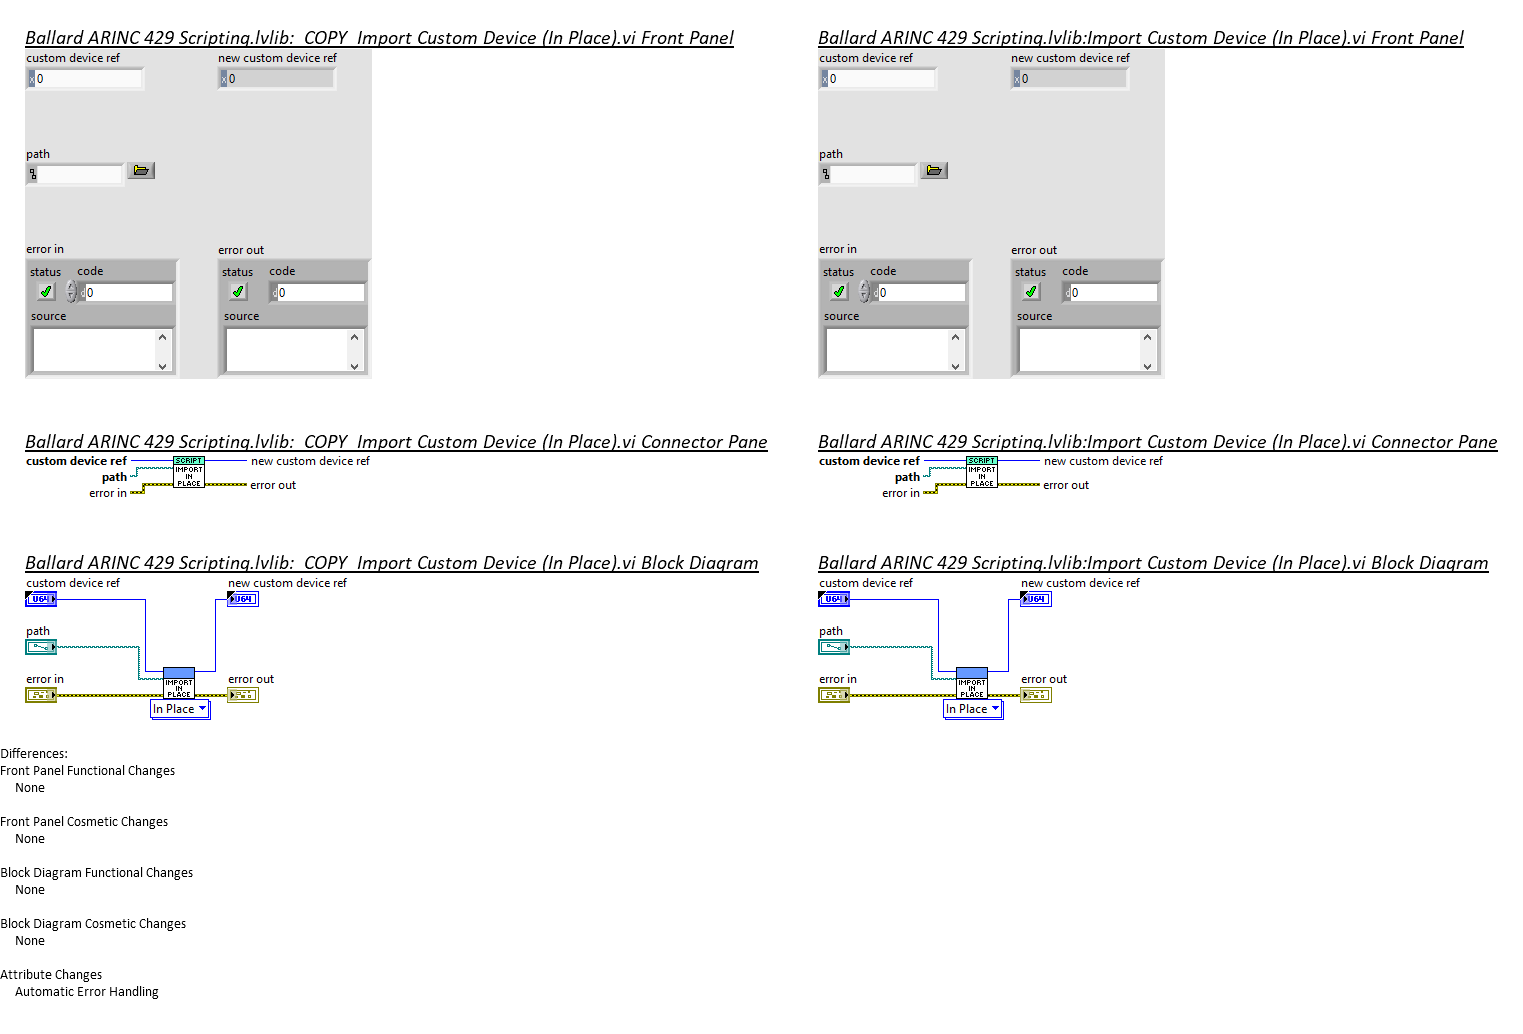 Ballard ARINC 429 Scripting.lvlib:  COPY  Import Custom Device (In Place).vi Front Panel
custom device ref
new custom device ref
x 0
x 0
path
error in
error out
status
code
status
code
d 0
d 0
source
source
Ballard ARINC 429 Scripting.lvlib:Import Custom Device (In Place).vi Front Panel
custom device ref
new custom device ref
x 0
x 0
path
error in
error out
status
code
status
code
d 0
d 0
source
source
Ballard ARINC 429 Scripting.lvlib:  COPY  Import Custom Device (In Place).vi Connector Pane
custom device ref
path
error in
SCRIPT
IMPORT
IN
PLACE
new custom device ref
error out
Ballard ARINC 429 Scripting.lvlib:Import Custom Device (In Place).vi Connector Pane
custom device ref
path
error in
SCRIPT
IMPORT
IN
PLACE
new custom device ref
error out
Ballard ARINC 429 Scripting.lvlib:  COPY  Import Custom Device (In Place).vi Block Diagram
custom device ref
new custom device ref
U64
U64
path
error in
error out
IMPORT
IN
PLACE
In Place
Ballard ARINC 429 Scripting.lvlib:Import Custom Device (In Place).vi Block Diagram
custom device ref
new custom device ref
U64
U64
path
error in
error out
IMPORT
IN
PLACE
In Place
Differences:
Front Panel Functional Changes
None
Front Panel Cosmetic Changes
None
Block Diagram Functional Changes
None
Block Diagram Cosmetic Changes
None
Attribute Changes
Automatic Error Handling